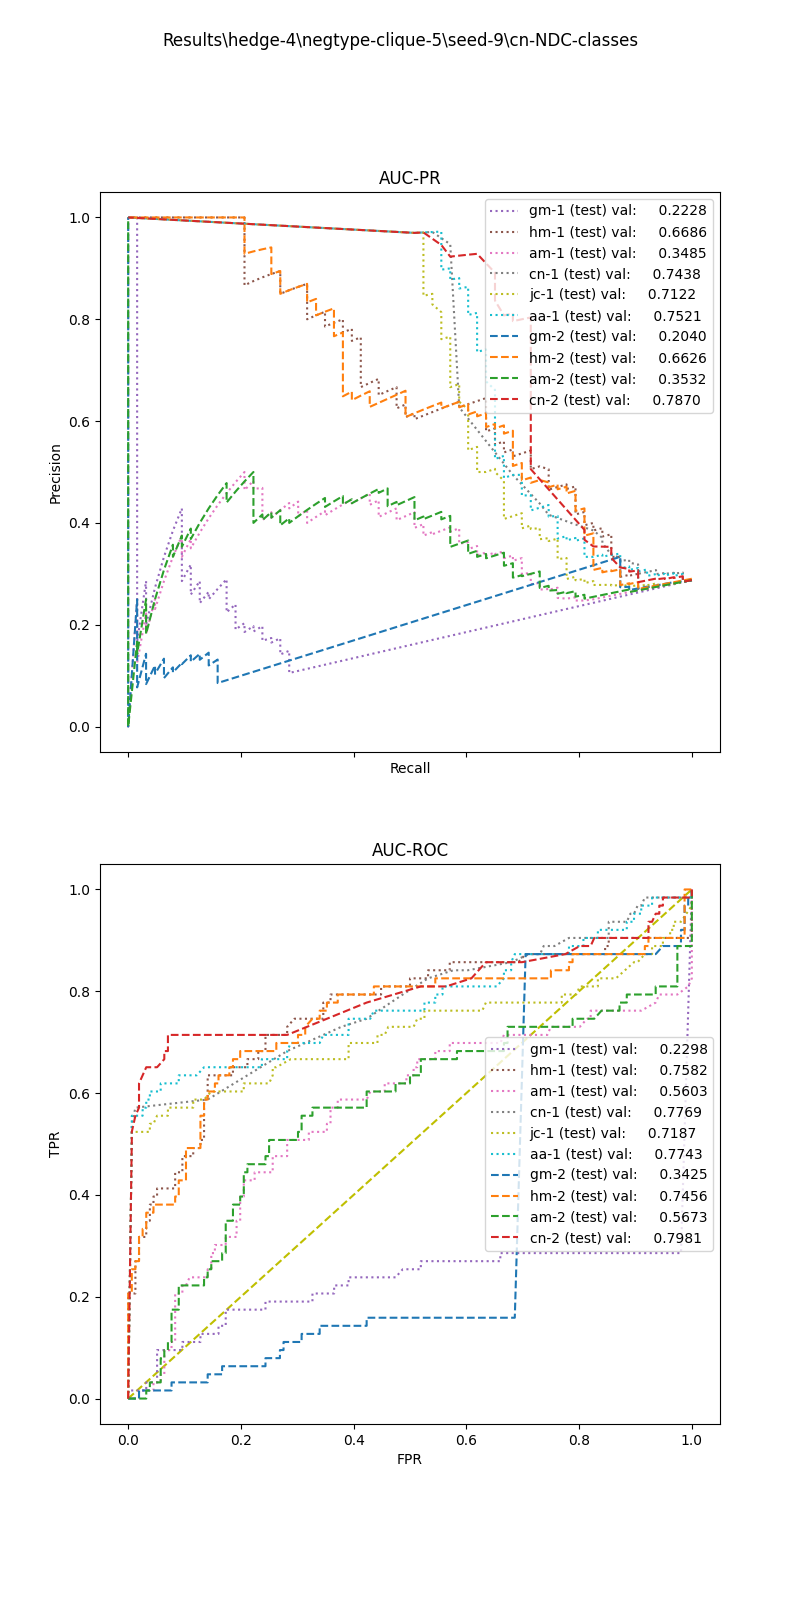 Results\hedge-4\negtype-clique-5\seed-9\cn-NDC-classes
AUC-PR
gm-1 (test) val: 0.2228
hm-1 (test) val: 0.6686
am-1 (test) val: 0.3485
cn-1 (test) val: 0.7438
jc-1 (test) val: 0.7122
aa-1 (test) val: 0.7521
gm-2 (test) val: 0.2040
hm-2 (test) val: 0.6626
am-2 (test) val: 0.3532
cn-2 (test) val: 0.7870
1.0
0.8
0.6
0.4
0.2
0.0
Precision
Recall
AUC-ROC
1.0
0.8
0.6
0.4
0.2
0.0
TPR
gm-1 (test) val: 0.2298
hm-1 (test) val: 0.7582
am-1 (test) val: 0.5603
cn-1 (test) val: 0.7769
jc-1 (test) val: 0.7187
aa-1 (test) val: 0.7743
gm-2 (test) val: 0.3425
hm-2 (test) val: 0.7456
am-2 (test) val: 0.5673
cn-2 (test) val: 0.7981
0.0 0.2 0.4 0.6 0.8 1.0
FPR